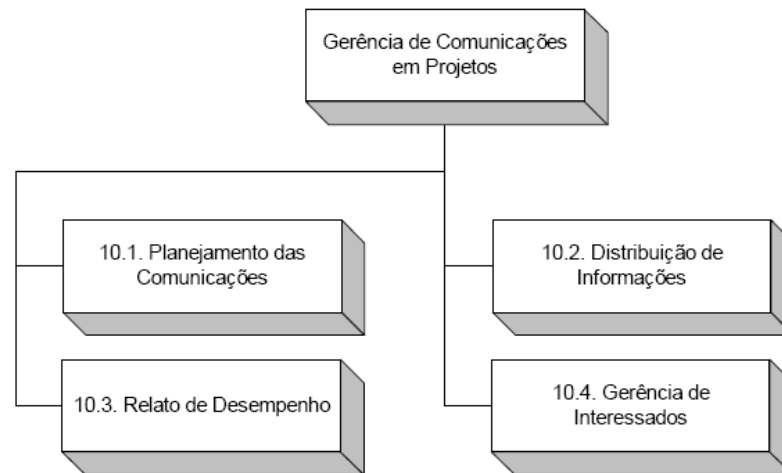 Gerência de Comunicações
em Projetos
10.1. Planejamento das
Comunicações
10.2. Distribuição de
Informações
10.3. Relato de Desempenho
10.4. Gerência de
Interessados